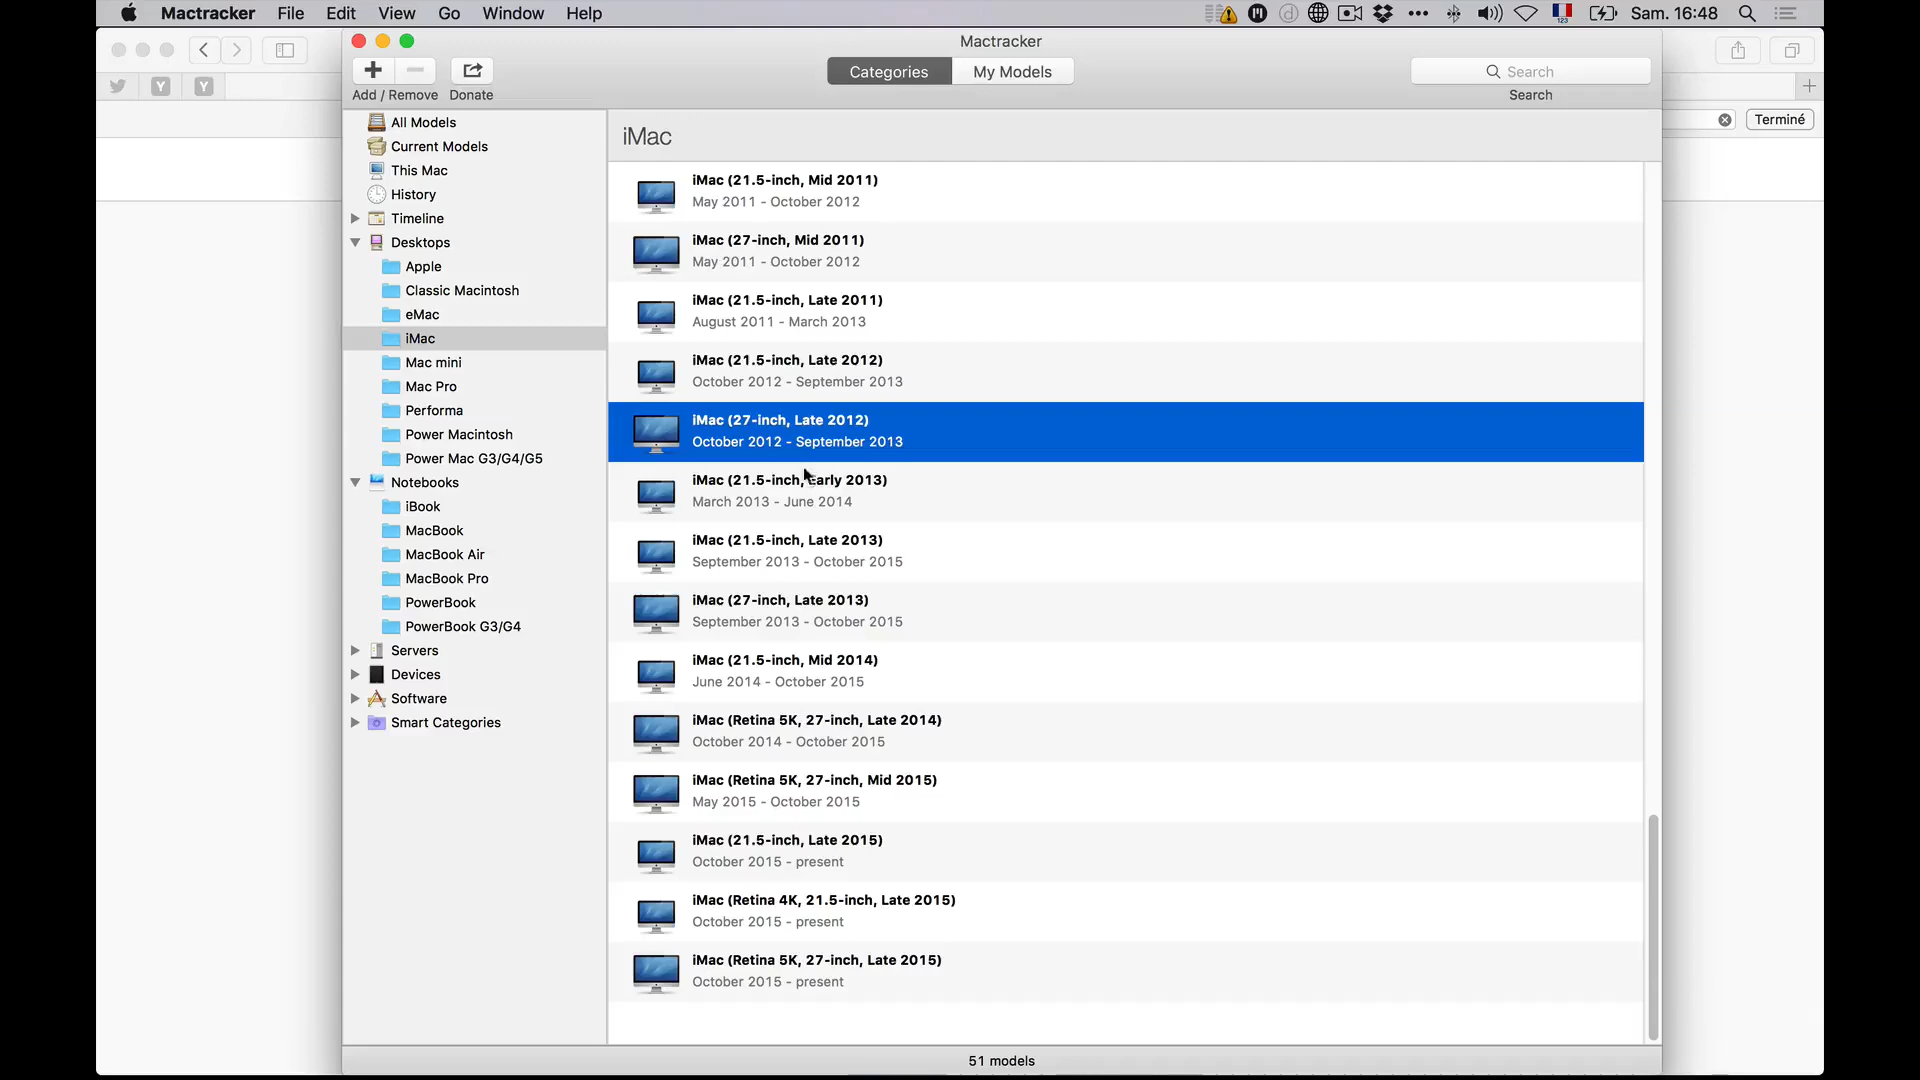 Mactracker File Edit View Go Window Help Sam. 16:48
Mactracker
Categories My Models Search
Add / Remove Donate Search
Terminé
All Models
Current Models
This Mac
History
Timeline
Desktops
Apple
Classic Macintosh
eMac
iMac
Mac mini
Mac Pro
Performa
Power Macintosh
Power Mac G3/G4/G5
Notebooks
iBook
MacBook
MacBook Air
MacBook Pro
PowerBook
PowerBook G3/G4
Servers
Devices
Software
Smart Categories
iMac
iMac (21.5-inch, Mid 2011)
May 2011 - October 2012
iMac (27-inch, Mid 2011)
May 2011 - October 2012
iMac (21.5-inch, Late 2011)
August 2011 - March 2013
iMac (21.5-inch, Late 2012)
October 2012 - September 2013
iMac (27-inch, Late 2012)
October 2012 - September 2013
iMac (21.5-inch, Early 2013)
March 2013 - June 2014
iMac (21.5-inch, Late 2013)
September 2013 - October 2015
iMac (27-inch, Late 2013)
September 2013 - October 2015
iMac (21.5-inch, Mid 2014)
June 2014 - October 2015
iMac (Retina 5K, 27-inch, Late 2014)
October 2014 - October 2015
iMac (Retina 5K, 27-inch, Mid 2015)
May 2015 - October 2015
iMac (21.5-inch, Late 2015)
October 2015 - present
iMac (Retina 4K, 21.5-inch, Late 2015)
October 2015 - present
iMac (Retina 5K, 27-inch, Late 2015)
October 2015 - present
51 models